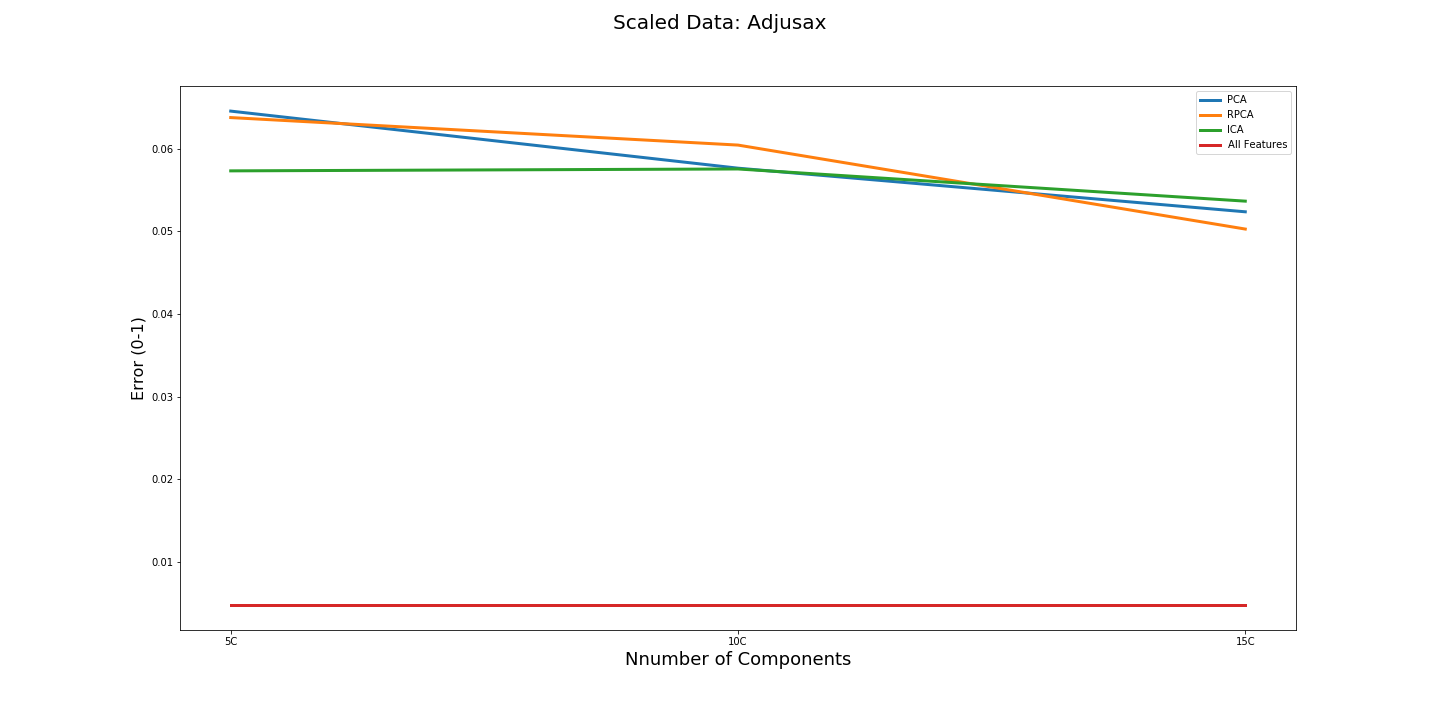 Scaled Data: Adjusax
PCA
RPCA
ICA
All Features
0.06
0.05
0.04
0.03
0.02
0.01
Error (0-1)
5C
10C
15C
Nnumber of Components